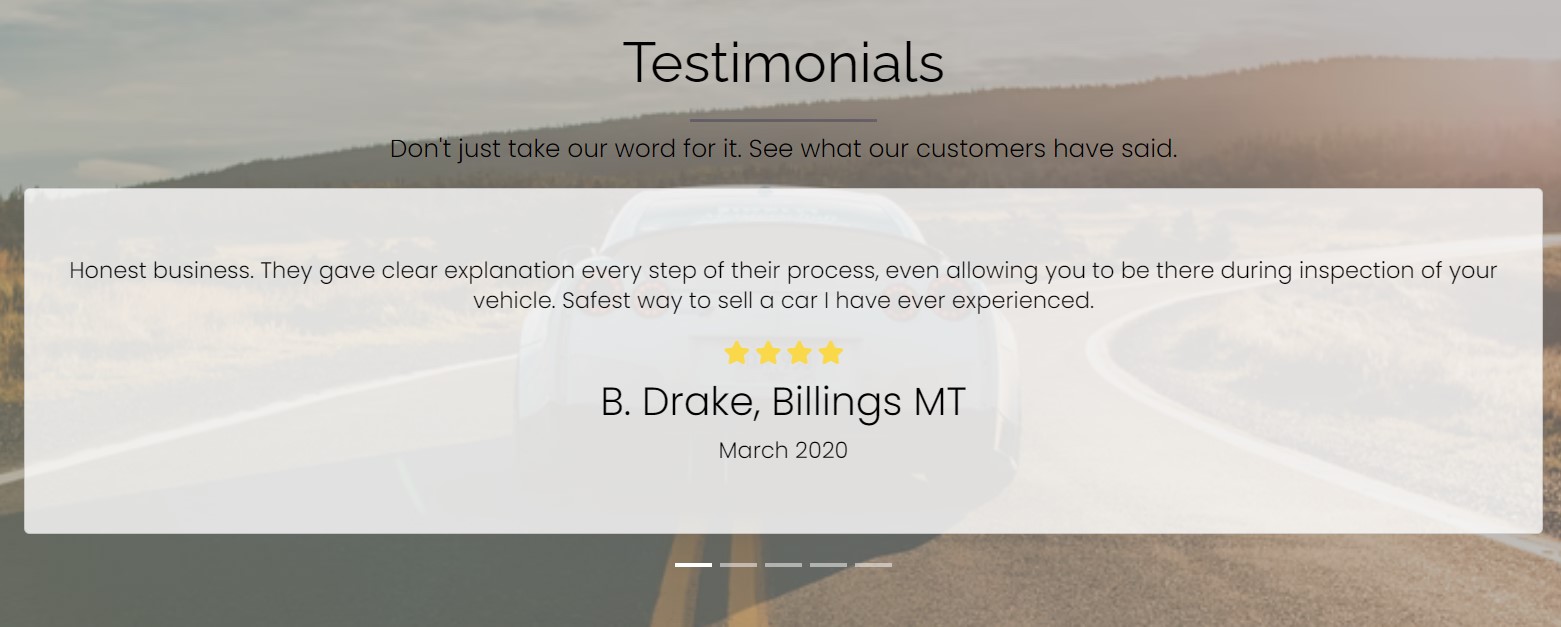 Testimonials
Don't just take our word for it. See what our customers have said.
Honest business. They gave clear explanation every step of their process, even allowing you to be there during inspection of your
vehicle. Safest way to sell a car I have ever experienced.
B. Drake, Billings MT
March 2020